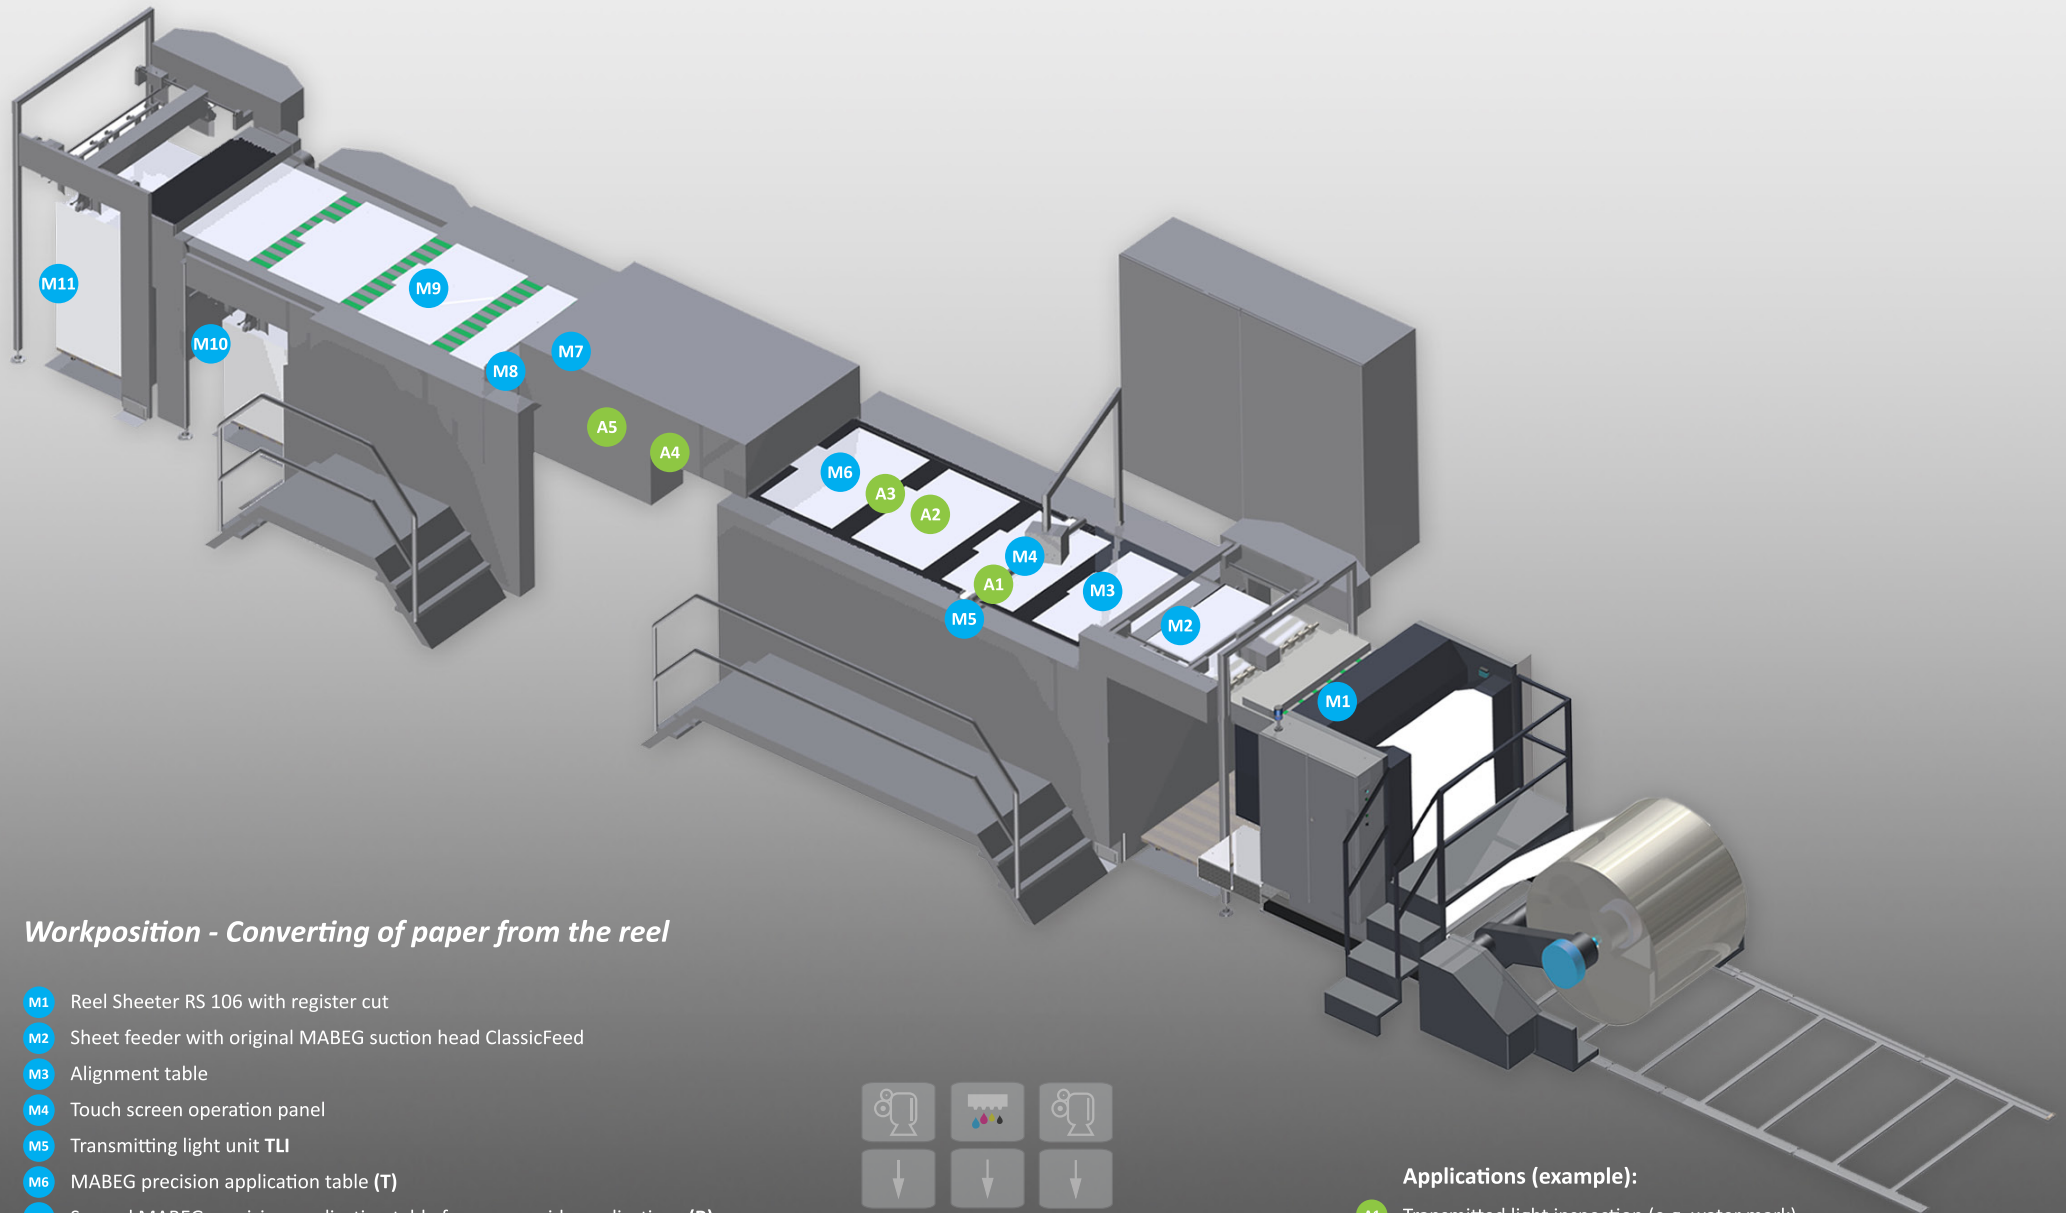 M11
M10
M9
M8
M7
A5
A4
M6
A3
A2
M4
A1
M5
M3
M2
M1
Workposition - Converting of paper from the reel
M1 Reel Sheeter RS 106 with register cut
M2 Sheet feeder with original MABEG suction head ClassicFeed
M3 Alignment table
M4 Touch screen operation panel
M5 Transmitting light unit TLI
M6 MABEG precision application table (T)
Applications (example):